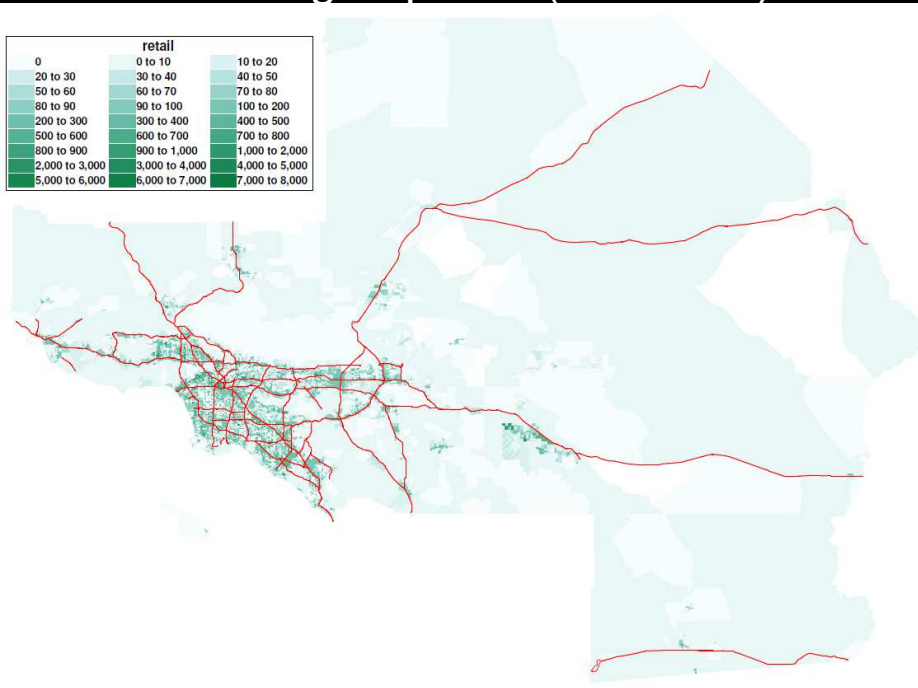 retail
0 0 to 10 10 to 20
20 to 30 30 to 40 40 to 50
50 to 60 60 to 70 70 to 80
80 to 90 90 to 100 100 to 200
200 to 300 300 to 400 400 to 500
500 to 600 600 to 700 700 to 800
800 to 900 900 to 1,000 1,000 to 2,000
2,000 to 3,000 3,000 to 4,000 4,000 to 5,000
5,000 to 6,000 6,000 to 7,000 7,000 to 8,000